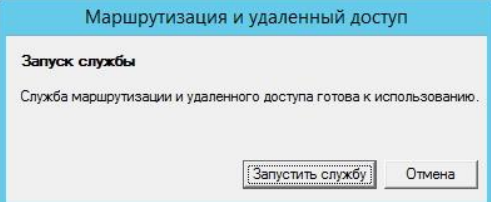 Маршрутизация и удаленный доступ
Запуск службы
Служба маршрутизации и удаленного доступа готова к использованию.
Запустить службу Отмена